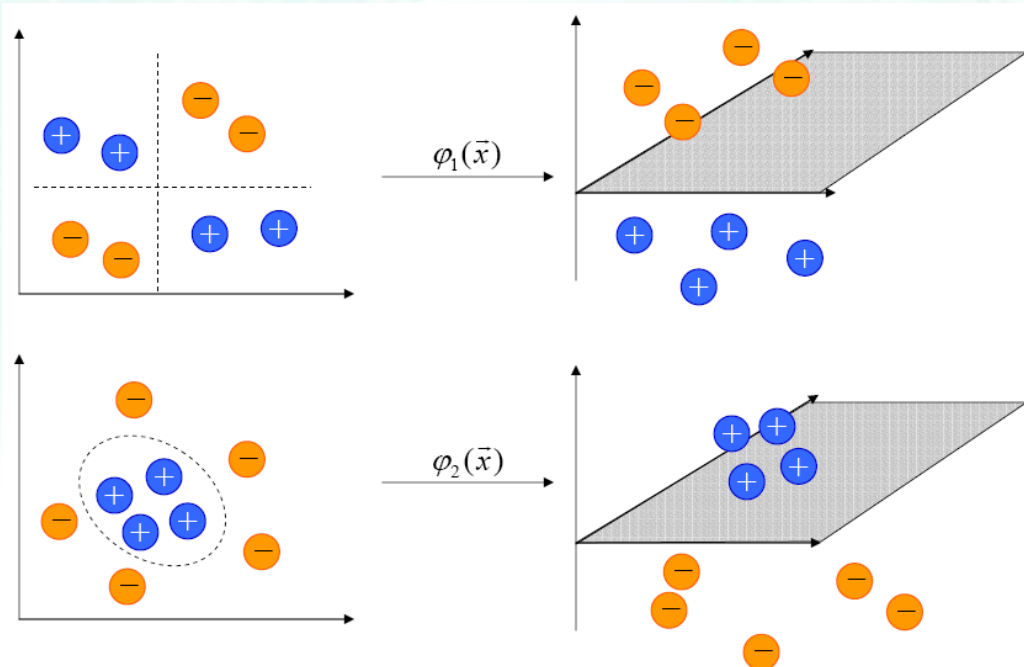 − − + + φ₁(x⃗) − − + +
− − − − + + + +
− + + + + − − − − φ₂(x⃗)
+ + + + − − − − −